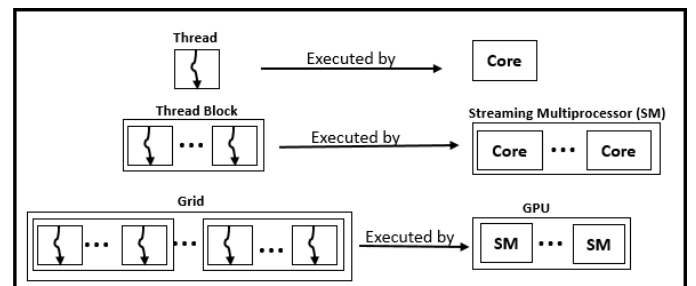 Thread
Executed by
Core
Thread Block
Executed by
Streaming Multiprocessor (SM)
Core ... Core
Grid
Executed by
GPU
SM ... SM